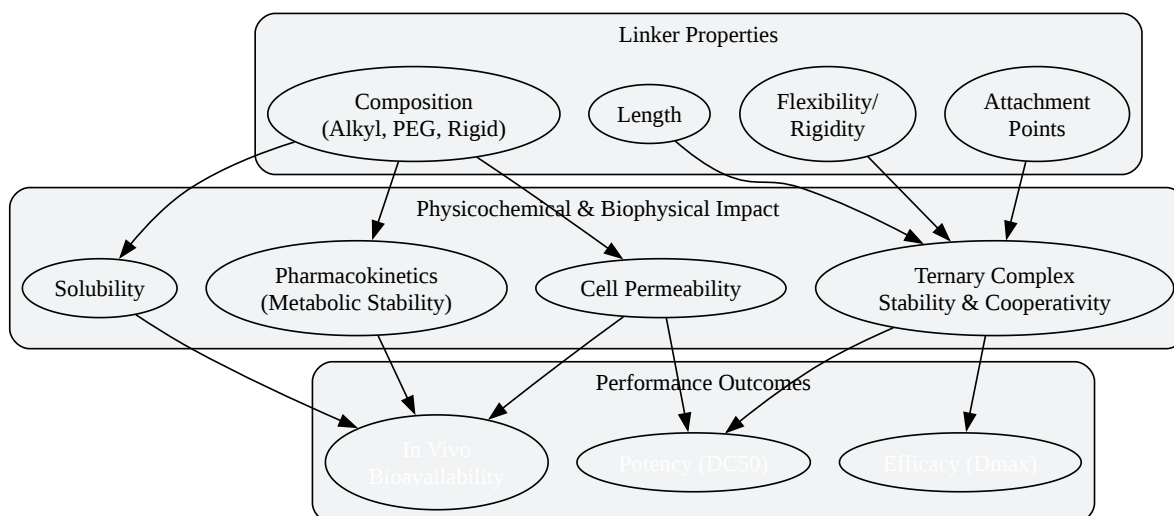 Linker Properties
Composition
(Alkyl, PEG, Rigid)
Length
Flexibility/
Rigidity
Attachment
Points
Physicochemical & Biophysical Impact
Solubility
Pharmacokinetics
(Metabolic Stability)
Cell Permeability
Ternary Complex
Stability & Cooperativity
Performance Outcomes
In Vivo
Bioavailability
Potency (DC50)
Efficacy (Dmax)